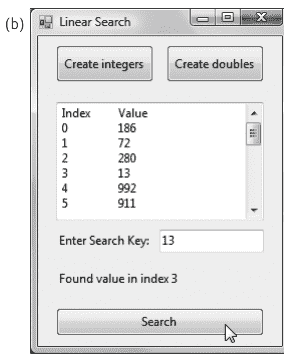 (b)
Linear Search
Create integers Create doubles
Index Value
0 186
1 72
2 280
3 13
4 992
5 911
Enter Search Key: 13
Found value in index 3
Search